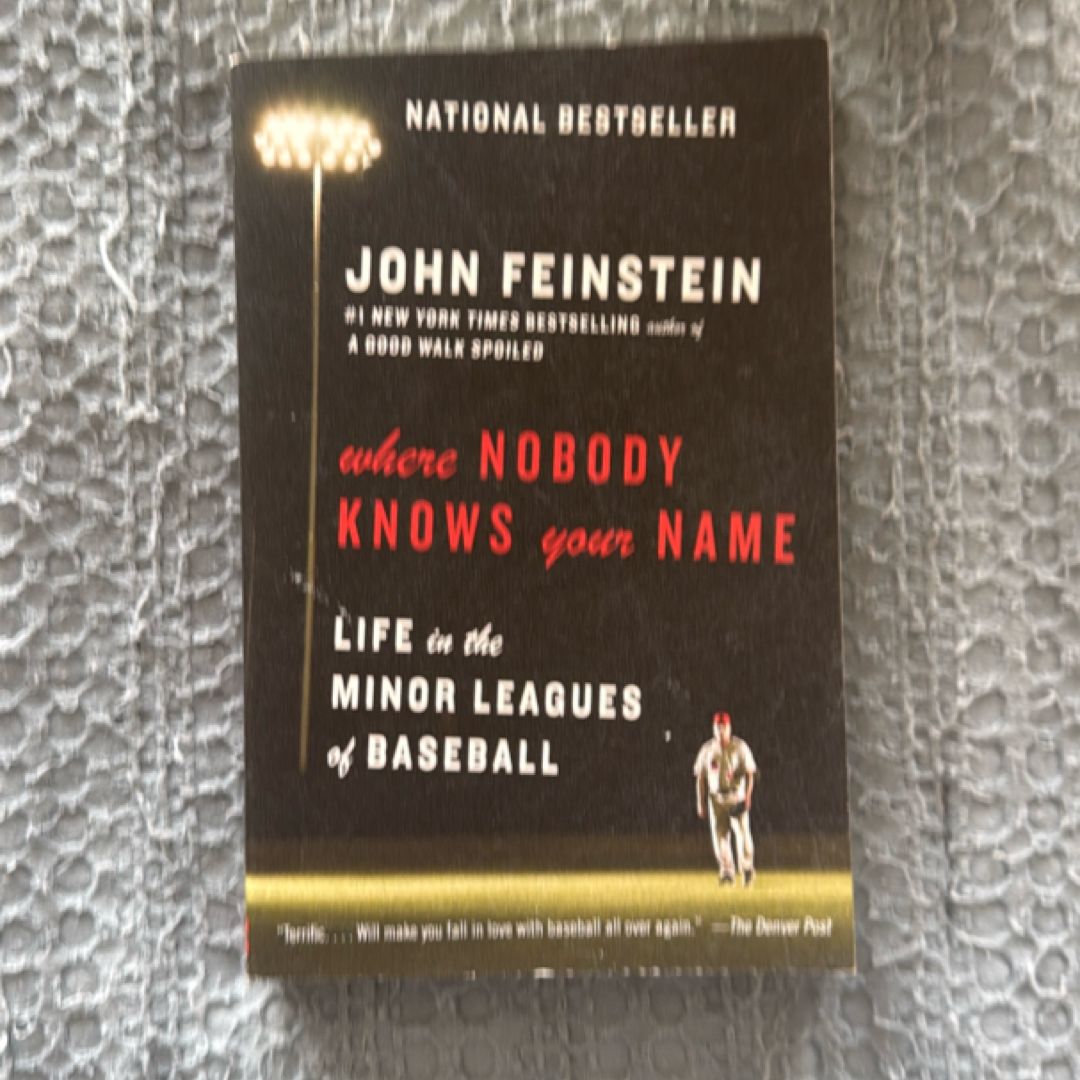 NATIONAL BESTSELLER
JOHN FEINSTEIN
#1 NEW YORK TIMES BESTSELLING author of
A GOOD WALK SPOILED
where NOBODY
KNOWS your NAME
LIFE in the
MINOR LEAGUES
of BASEBALL
"Terrific. . . . Will make you fall in love with baseball all over again." —The Denver Post